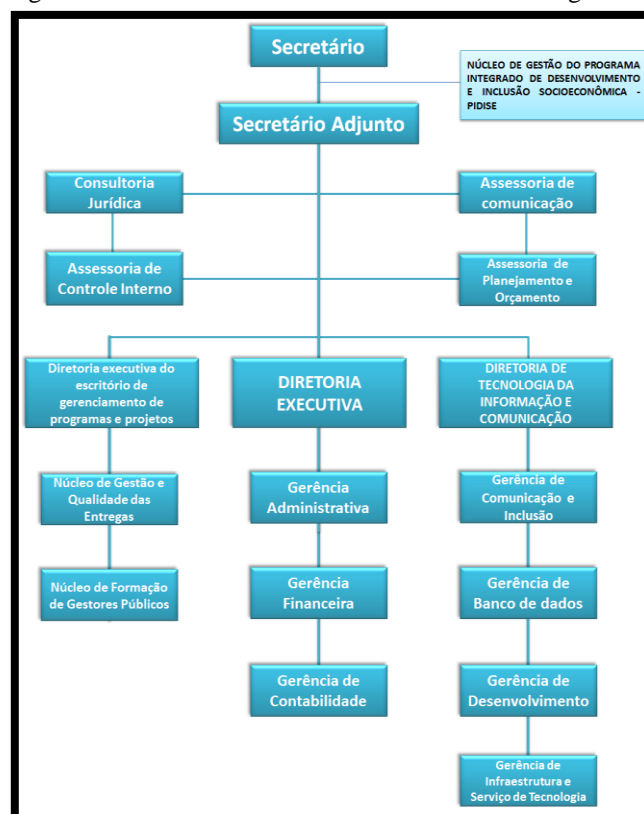 Secretário
NÚCLEO DE GESTÃO DO PROGRAMA
INTEGRADO DE DESENVOLVIMENTO
E INCLUSÃO SOCIOECONÔMICA -
PIDISE
Secretário Adjunto
Consultoria
Jurídica
Assessoria de
comunicação
Assessoria de
Controle Interno
Assessoria de
Planejamento e
Orçamento
Diretoria executiva do
escritório de
gerenciamento de
programas e projetos
DIRETORIA
EXECUTIVA
DIRETORIA DE
TECNOLOGIA DA
INFORMAÇÃO E
COMUNICAÇÃO
Núcleo de Gestão e
Qualidade das
Entregas
Gerência
Administrativa
Gerência de
Comunicação e
Inclusão
Núcleo de Formação
de Gestores Públicos
Gerência
Financeira
Gerência de
Banco de dados
Gerência de
Contabilidade
Gerência de
Desenvolvimento
Gerência de
Infraestrutura e
Serviço de Tecnologia